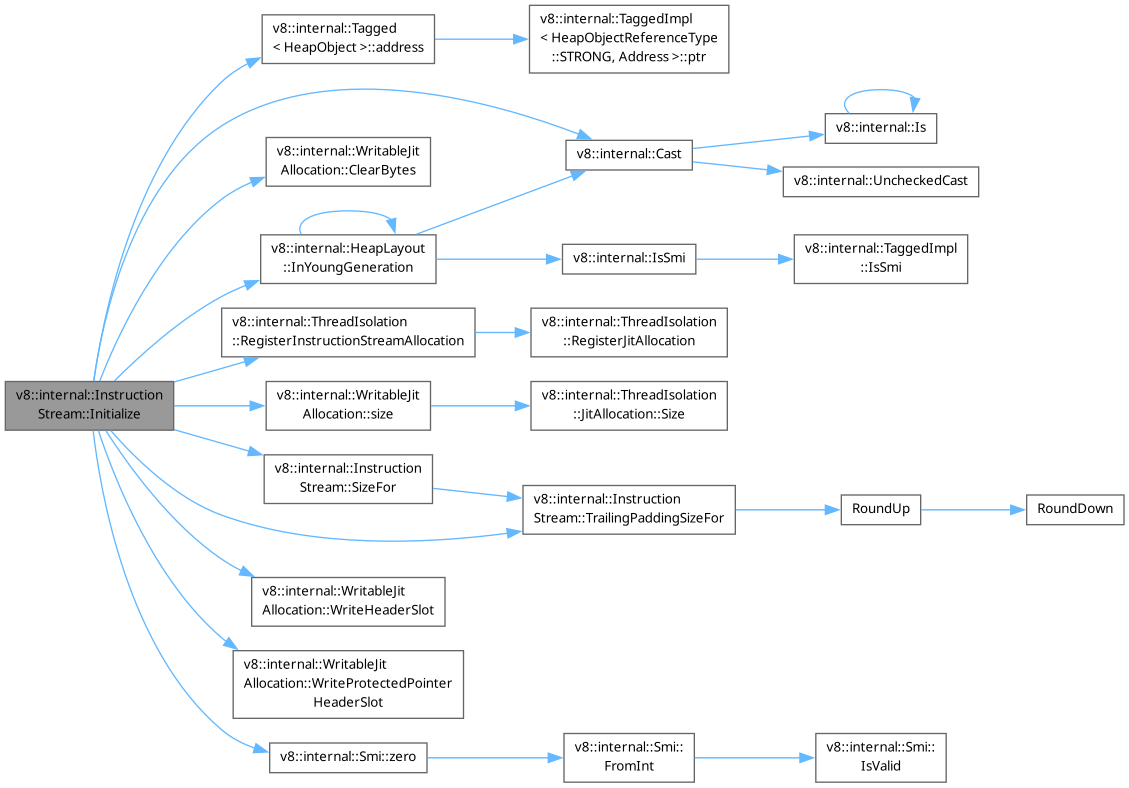 v8::internal::Tagged
< HeapObject >::address
v8::internal::TaggedImpl
< HeapObjectReferenceType
::STRONG, Address >::ptr
v8::internal::Is
v8::internal::WritableJit
Allocation::ClearBytes
v8::internal::Cast
v8::internal::UncheckedCast
v8::internal::HeapLayout
::InYoungGeneration
v8::internal::IsSmi
v8::internal::TaggedImpl
::IsSmi
v8::internal::ThreadIsolation
::RegisterInstructionStreamAllocation
v8::internal::ThreadIsolation
::RegisterJitAllocation
v8::internal::Instruction
Stream::Initialize
v8::internal::WritableJit
Allocation::size
v8::internal::ThreadIsolation
::JitAllocation::Size
v8::internal::Instruction
Stream::SizeFor
v8::internal::Instruction
Stream::TrailingPaddingSizeFor
RoundUp
RoundDown
v8::internal::WritableJit
Allocation::WriteHeaderSlot
v8::internal::WritableJit
Allocation::WriteProtectedPointer
HeaderSlot
v8::internal::Smi::zero
v8::internal::Smi::
FromInt
v8::internal::Smi::
IsValid